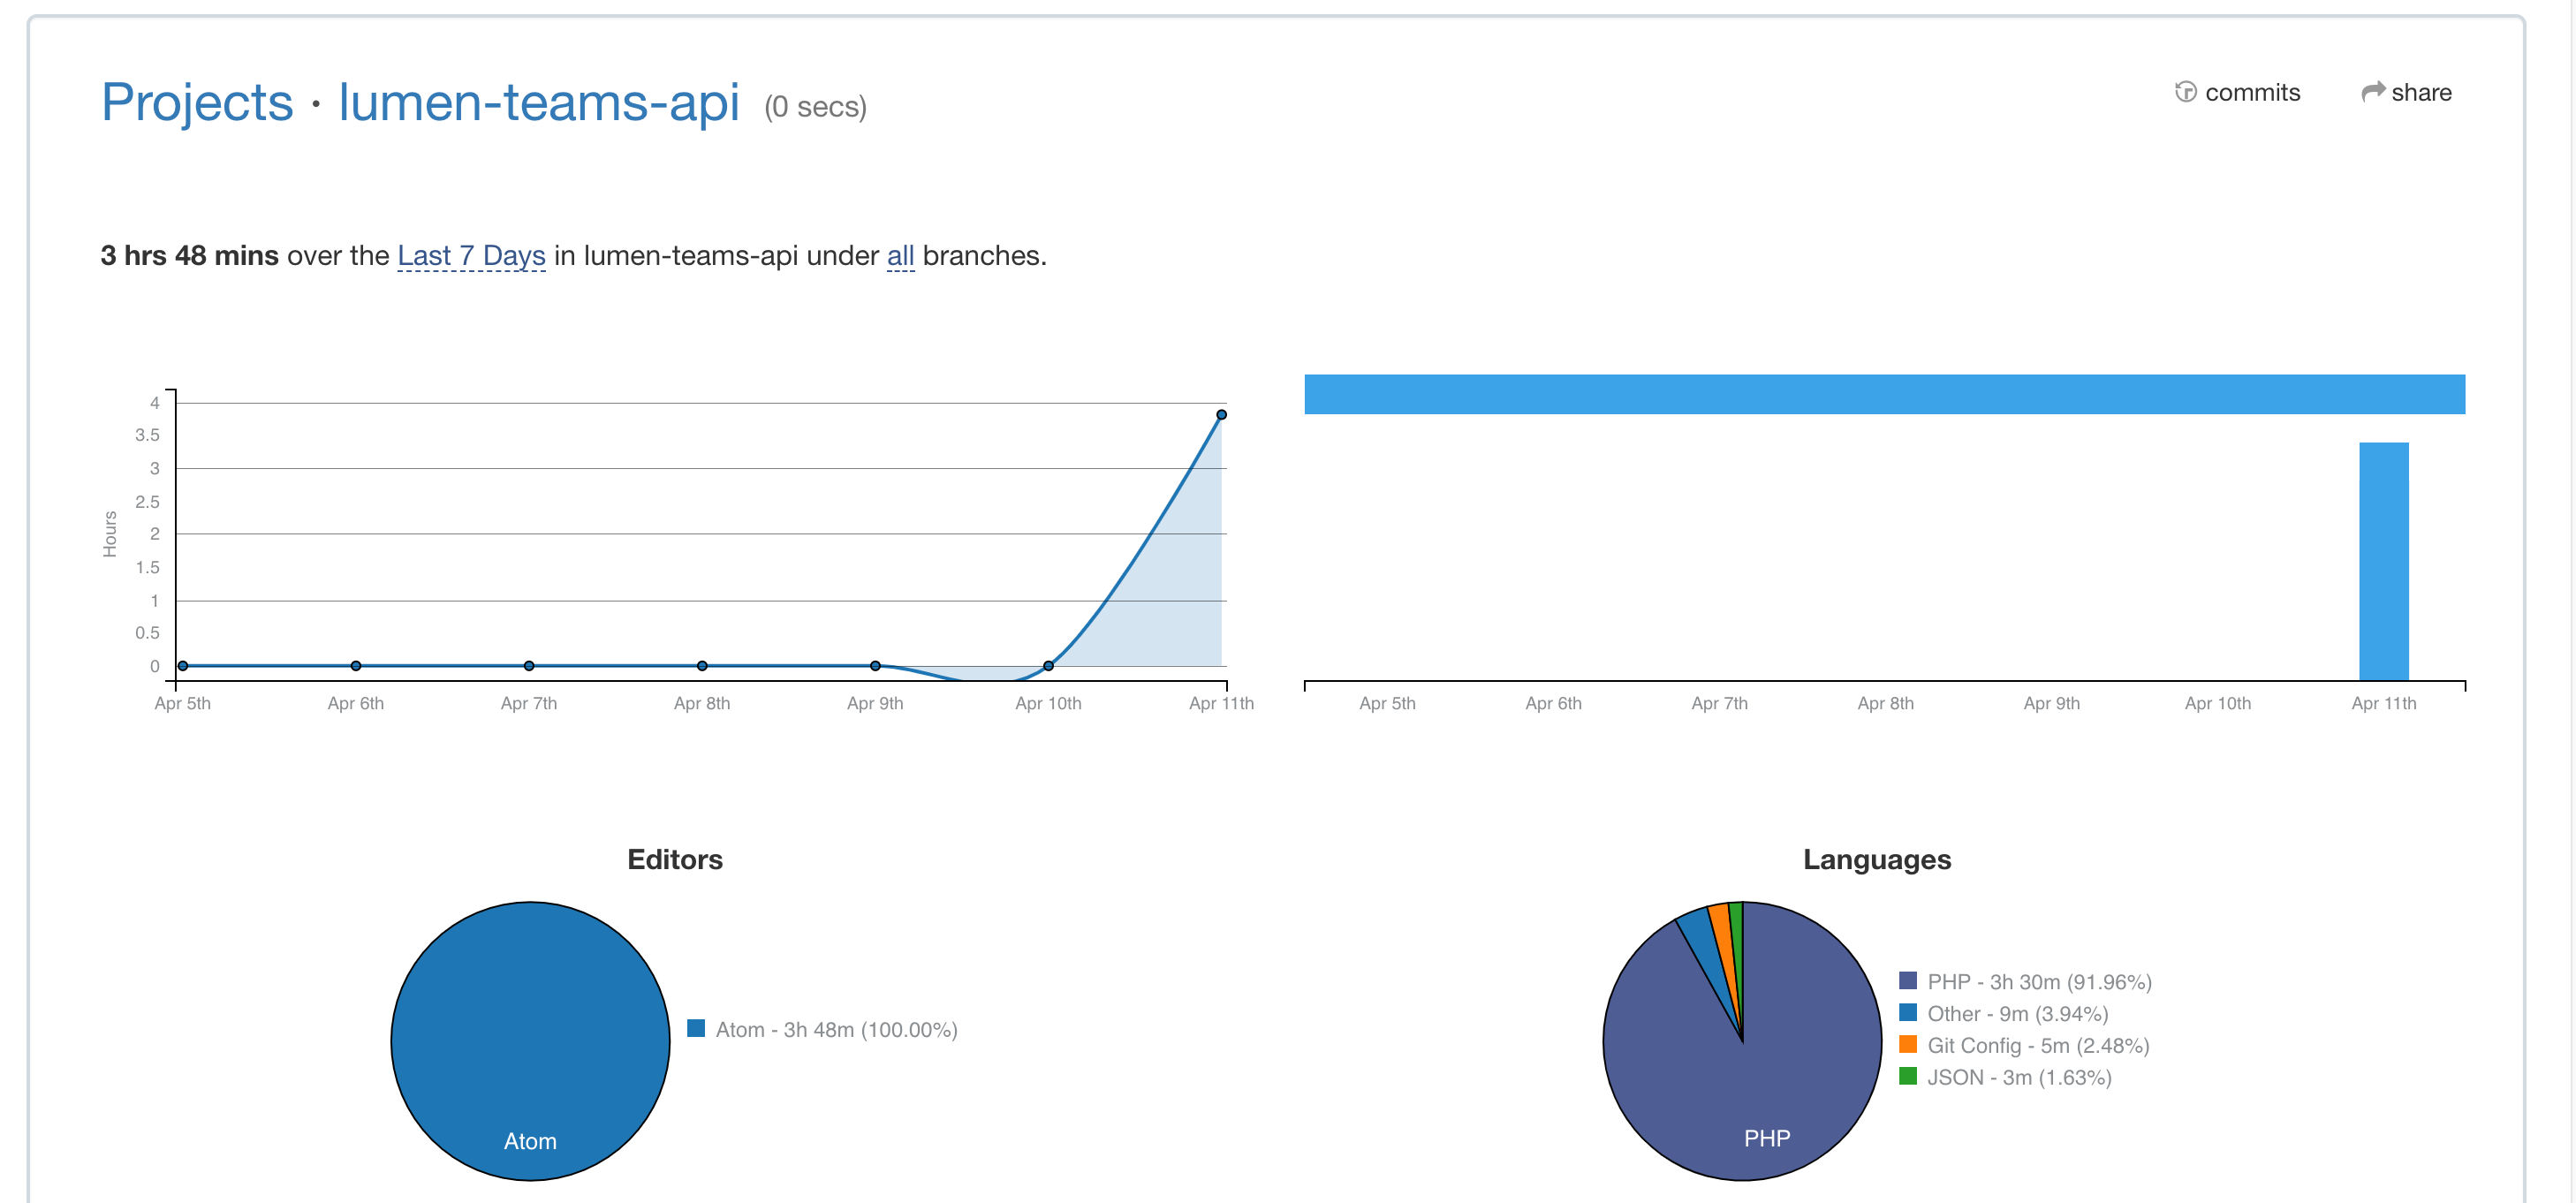 Projects · lumen-teams-api (0 secs)
commits
share
3 hrs 48 mins over the Last 7 Days in lumen-teams-api under all branches.
Hours
4
3.5
3
2.5
2
1.5
1
0.5
0
Apr 5th Apr 6th Apr 7th Apr 8th Apr 9th Apr 10th Apr 11th
Apr 5th Apr 6th Apr 7th Apr 8th Apr 9th Apr 10th Apr 11th
Editors
Atom
Atom - 3h 48m (100.00%)
Languages
PHP
PHP - 3h 30m (91.96%)
Other - 9m (3.94%)
Git Config - 5m (2.48%)
JSON - 3m (1.63%)